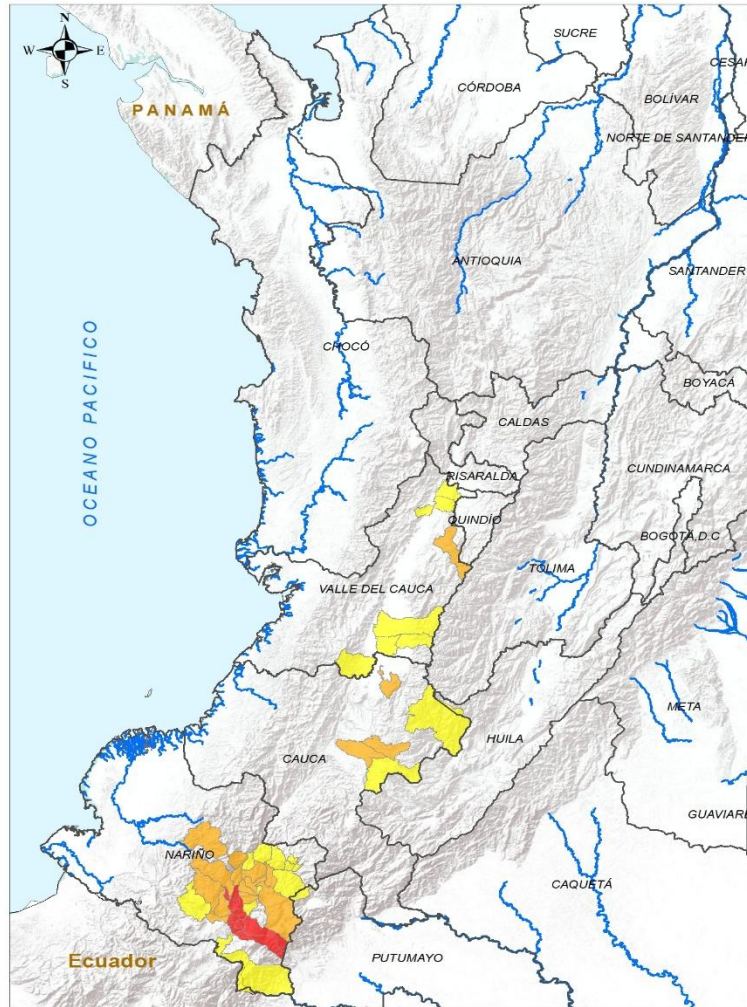 N
W
E
S
PANAMÁ
SUCRE
CÓRDOBA
BOLÍVAR
NORTE DE SANTANDER
ANTIOQUIA
SANTANDER
OCEANO PACIFICO
CHOCÓ
BOYACÁ
CALDAS
RISARALDA
CUNDINAMARCA
QUINDÍO
BOGOTÁ,D.C
TOLIMA
VALLE DEL CAUCA
META
HUILA
CAUCA
GUAVIARE
NARIÑO
CAQUETÁ
Ecuador
PUTUMAYO